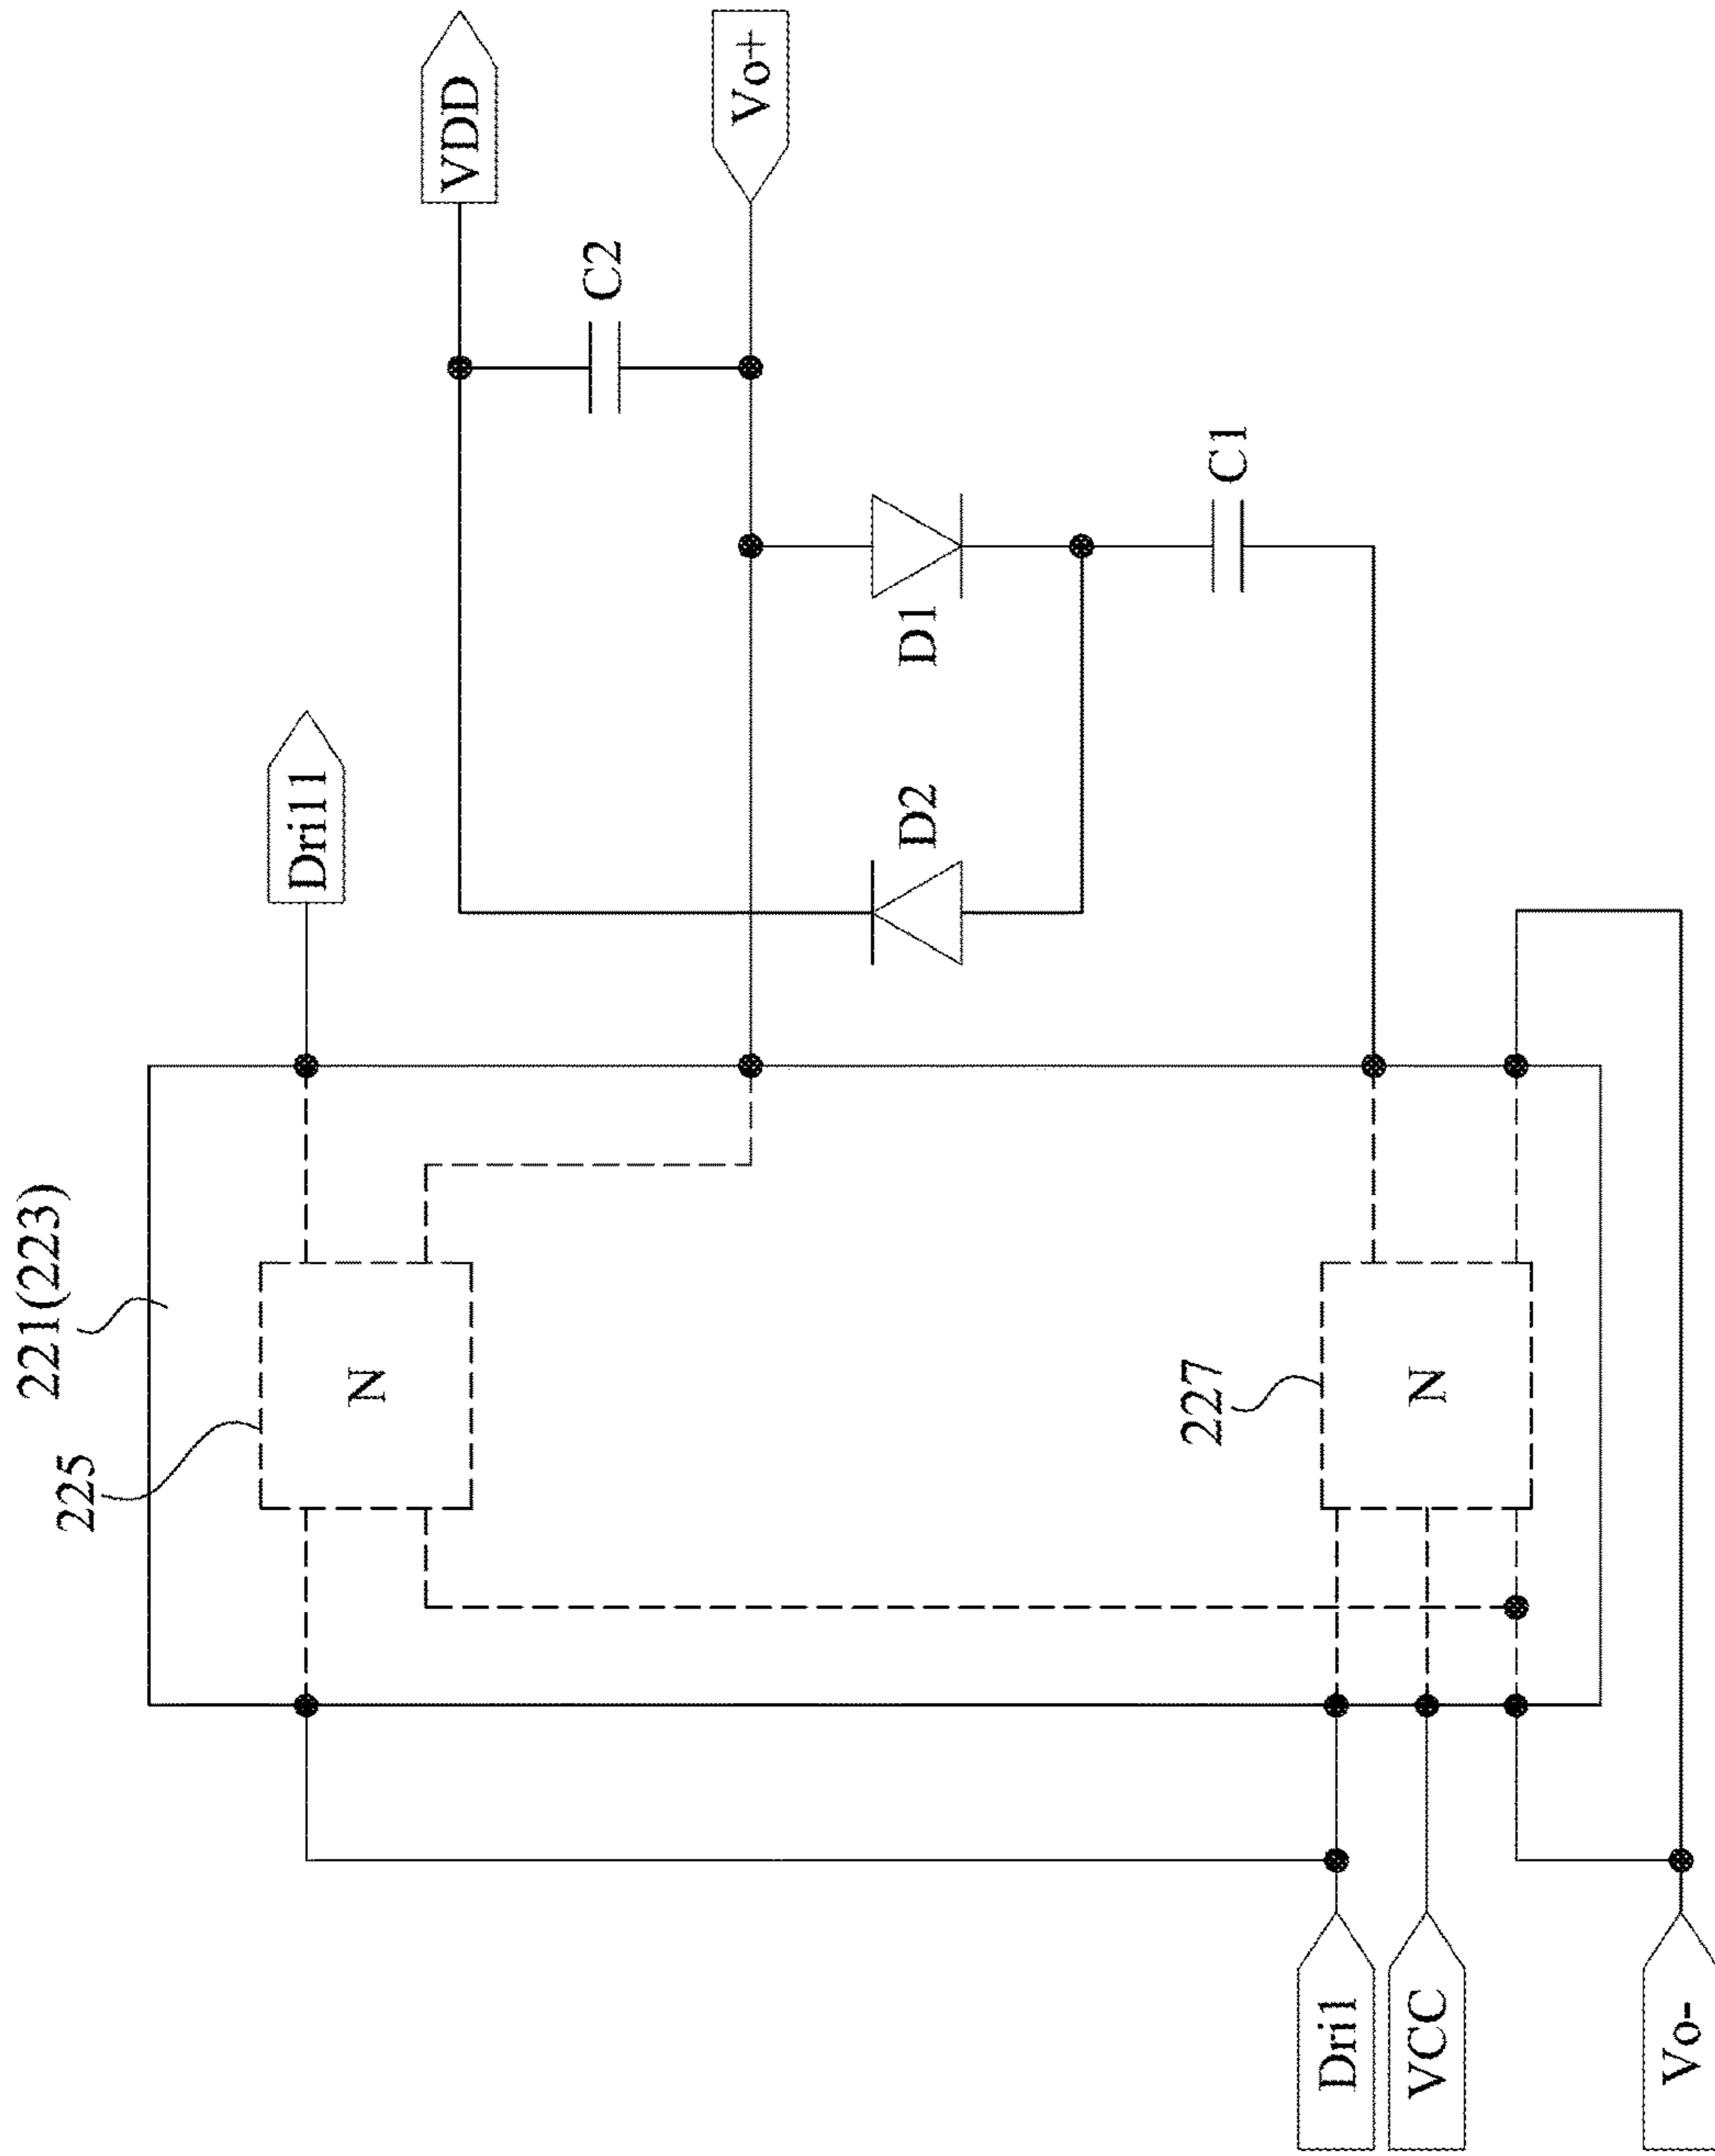 221(223)
225
N
Dri11
VDD
C2
Vo+
D2
D1
C1
227
N
Dri1
VCC
Vo-